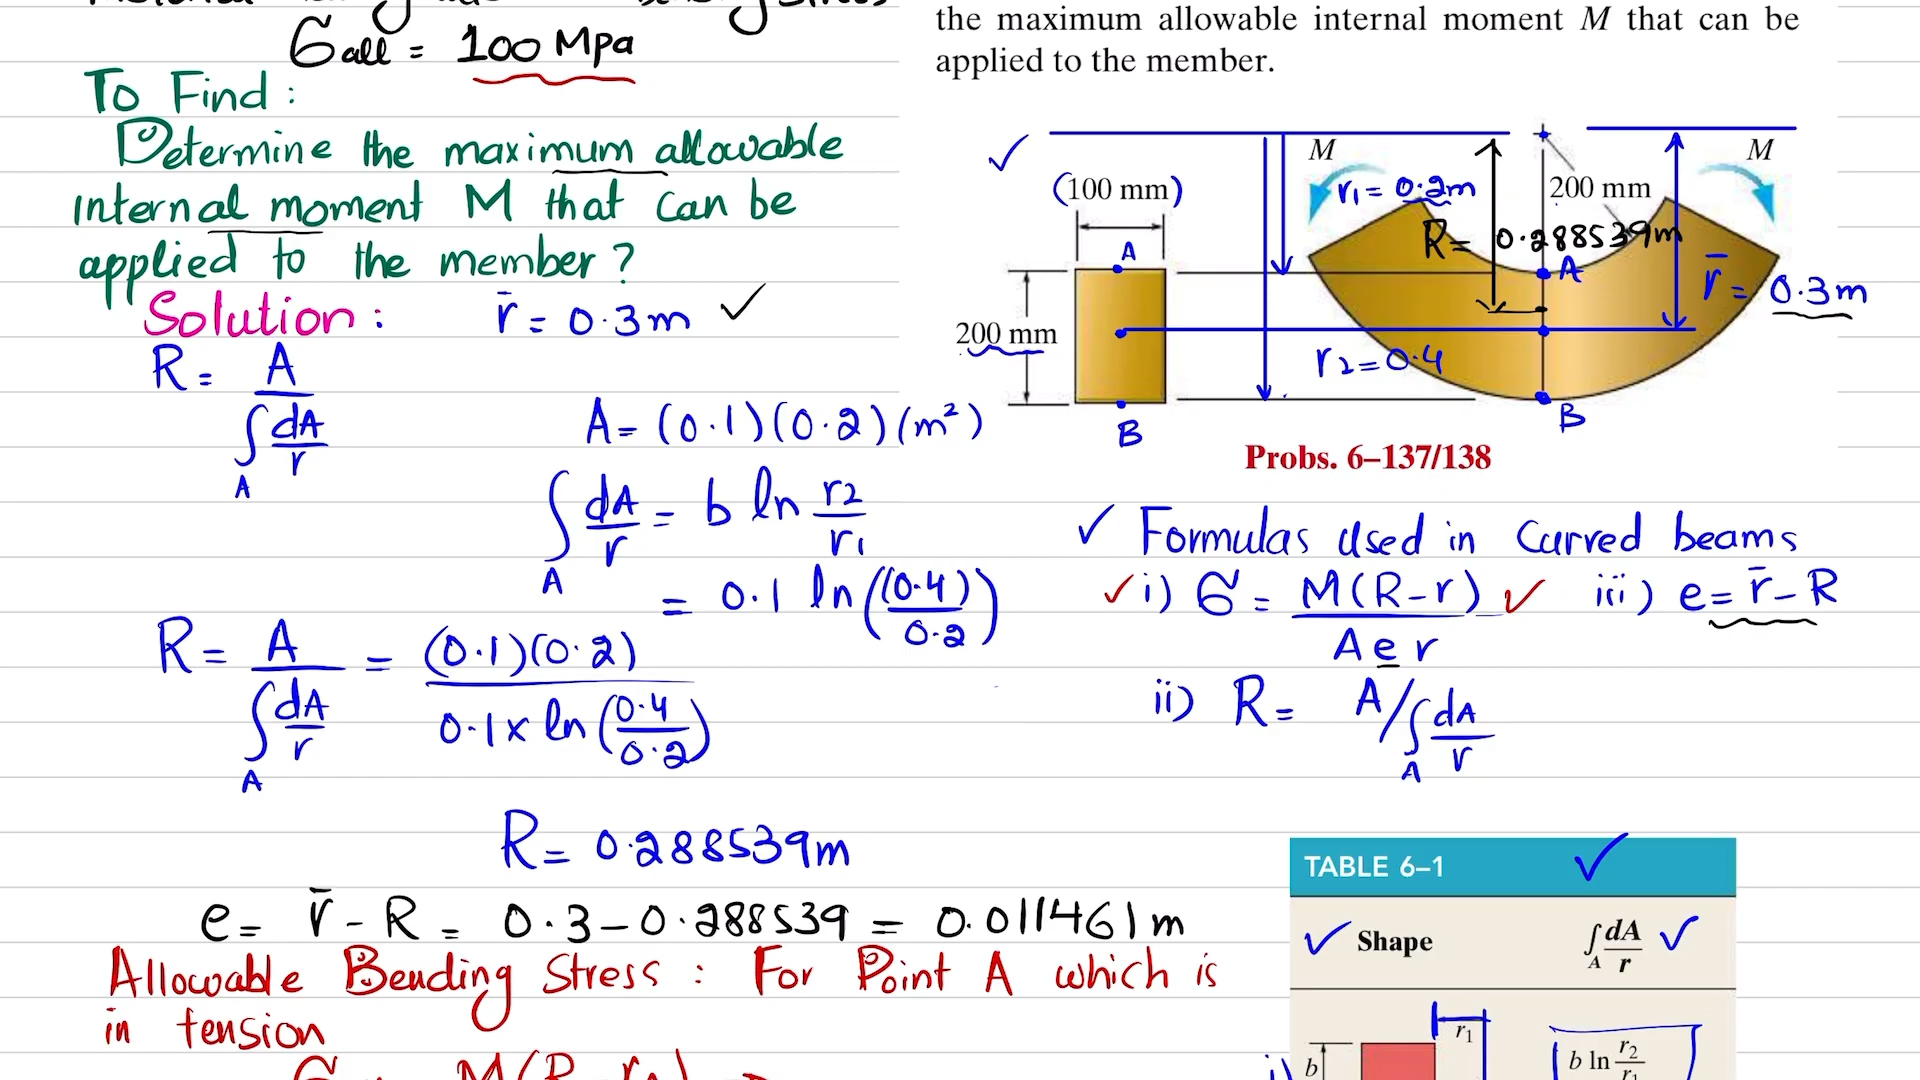 σall = 100 MPa
To Find :
Determine the maximum allowable
internal moment M that can be
applied to the member ?
Solution : r̄ = 0.3m ✓
R = A / ∫A dA/r
A = (0.1)(0.2)(m²)
∫A dA/r = b ln r2/r1
= 0.1 ln((0.4)/0.2)
R = A / ∫A dA/r = (0.1)(0.2) / 0.1 × ln(0.4/0.2)
R = 0.288539m
e = r̄ - R = 0.3 - 0.288539 = 0.011461m
Allowable Bending Stress : For Point A which is
in tension
the maximum allowable internal moment M that can be
applied to the member.
✓
(100 mm)
A
200 mm
B
M
M
r1 = 0.2m
200 mm
R = 0.288539m
A
r̄ = 0.3m
r2 = 0.4
B
Probs. 6–137/138
✓ Formulas used in Curved beams
✓ i) σ = M(R-r) / A e r ✓ iii) e = r̄ - R
ii) R = A / ∫A dA/r
TABLE 6–1 ✓
✓ Shape ∫A dA/r ✓
r1
b
b ln r2/r1